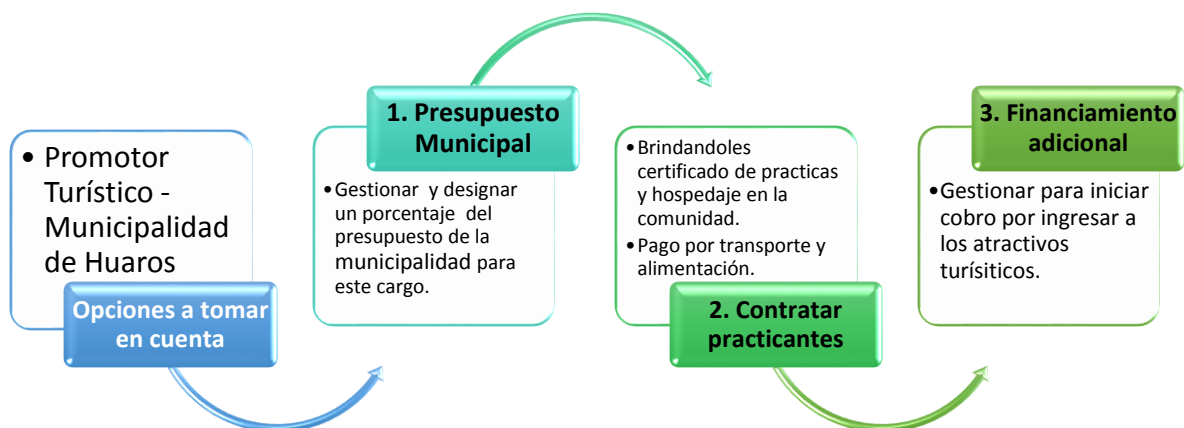 • Promotor
Turístico -
Municipalidad
de Huaros
Opciones a tomar
en cuenta
1. Presupuesto
Municipal
•Gestionar y designar
un porcentaje del
presupuesto de la
municipalidad para
este cargo.
•Brindandoles
certificado de practicas
y hospedaje en la
comunidad.
•Pago por transporte y
alimentación.
2. Contratar
practicantes
3. Financiamiento
adicional
•Gestionar para iniciar
cobro por ingresar a
los atractivos
turísiticos.